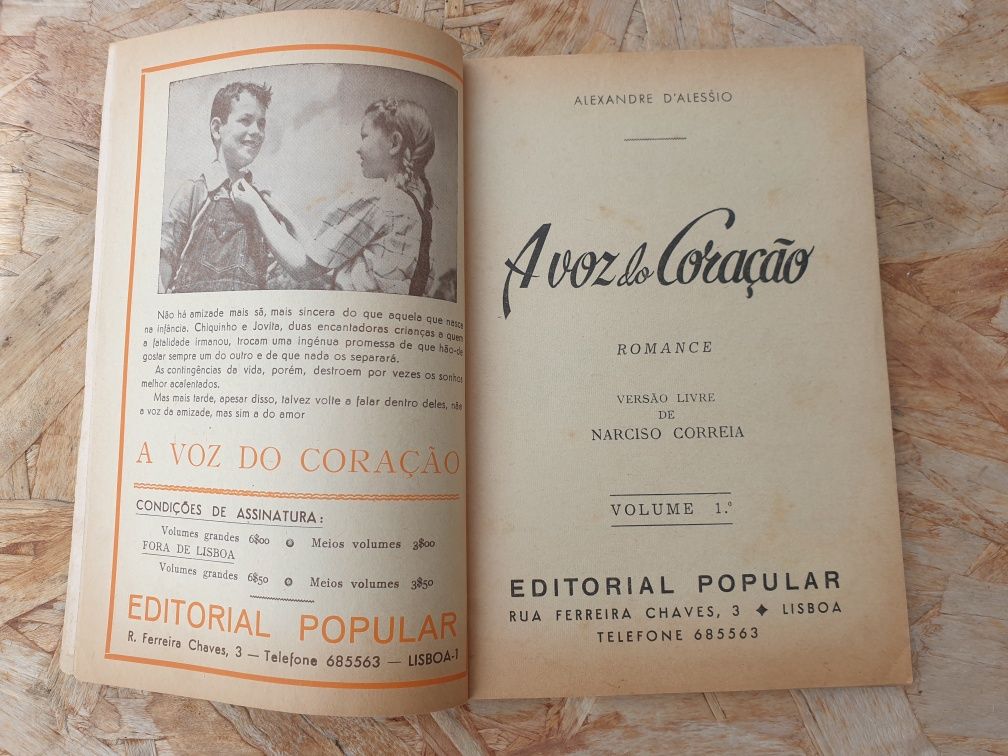 Não há amizade mais sã, mais sincera do que aquela que nasce
na infância. Chiquinho e Jovita, duas encantadoras crianças a quem
a fatalidade irmanou, trocam uma ingénua promessa de que hão-de
gostar sempre um do outro e de que nada os separará.
As contingências da vida, porém, destroem por vezes os sonhos
melhor acalentados.
Mas mais tarde, apesar disso, talvez volte a falar dentro deles, não
a voz da amizade, mas sim a do amor
A VOZ DO CORAÇÃO
CONDIÇÕES DE ASSINATURA:
Volumes grandes 6$00 Meios volumes 3$00
FORA DE LISBOA
Volumes grandes 6$50 Meios volumes 3$50
EDITORIAL POPULAR
R. Ferreira Chaves, 3 — Telefone 685563 — LISBOA-1
ALEXANDRE D'ALESSIO
A voz do Coração
ROMANCE
VERSÃO LIVRE
DE
NARCISO CORREIA
VOLUME 1.º
EDITORIAL POPULAR
RUA FERREIRA CHAVES, 3 ✦ LISBOA
TELEFONE 685563